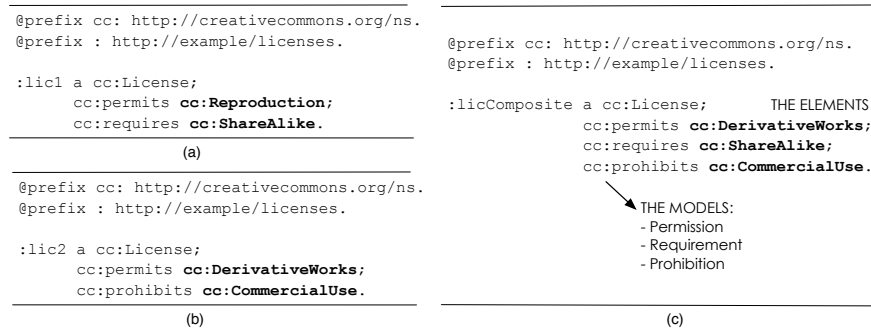 @prefix cc: http://creativecommons.org/ns.
@prefix : http://example/licenses.
:lic1 a cc:License;
cc:permits cc:Reproduction;
cc:requires cc:ShareAlike.
(a)
@prefix cc: http://creativecommons.org/ns.
@prefix : http://example/licenses.
:lic2 a cc:License;
cc:permits cc:DerivativeWorks;
cc:prohibits cc:CommercialUse.
(b)
@prefix cc: http://creativecommons.org/ns.
@prefix : http://example/licenses.
:licComposite a cc:License; THE ELEMENTS
cc:permits cc:DerivativeWorks;
cc:requires cc:ShareAlike;
cc:prohibits cc:CommercialUse.
THE MODELS:
- Permission
- Requirement
- Prohibition
(c)